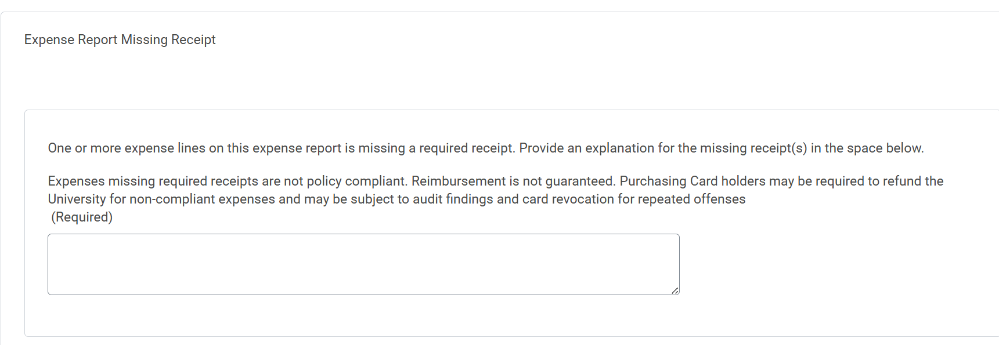 Expense Report Missing Receipt
One or more expense lines on this expense report is missing a required receipt. Provide an explanation for the missing receipt(s) in the space below.
Expenses missing required receipts are not policy compliant. Reimbursement is not guaranteed. Purchasing Card holders may be required to refund the
University for non-compliant expenses and may be subject to audit findings and card revocation for repeated offenses
(Required)